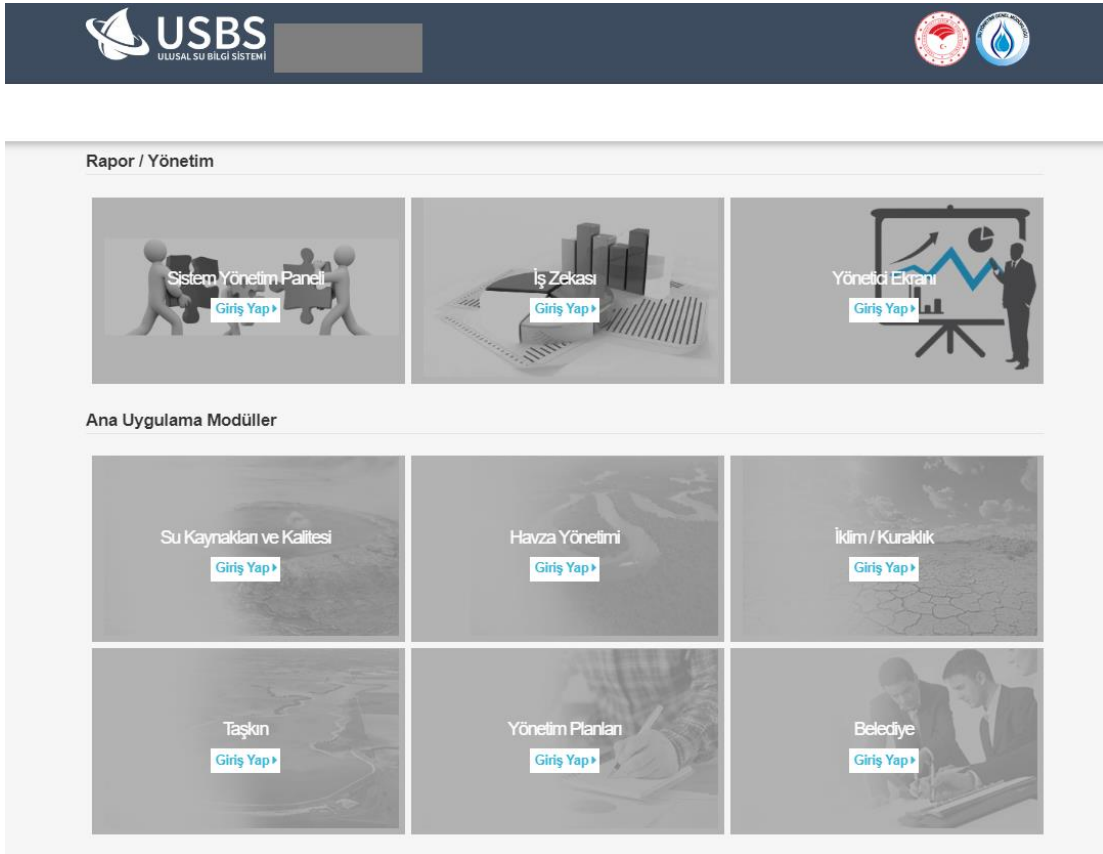 USBS
ULUSAL SU BİLGİ SİSTEMİ
Rapor / Yönetim
Sistem Yönetim Paneli
Giriş Yap
İş Zekası
Giriş Yap
Yönetici Ekranı
Giriş Yap
Ana Uygulama Modüller
Su Kaynakları ve Kalitesi
Giriş Yap
Havza Yönetimi
Giriş Yap
İklim / Kuraklık
Giriş Yap
Taşkın
Giriş Yap
Yönetim Planları
Giriş Yap
Belediye
Giriş Yap